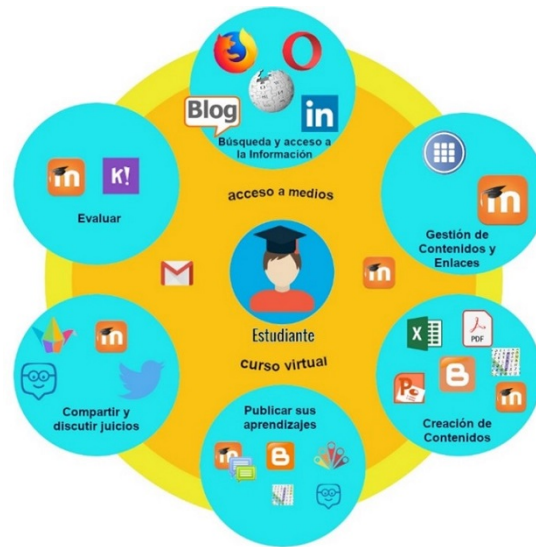 Blog
in
Búsqueda y acceso a
la Información
m
K!
Evaluar
acceso a medios
m
Gestión de
Contenidos y
Enlaces
M
m
Estudiante
curso virtual
m
Compartir y
discutir juicios
X
PDF
P
B
m
Creación de
Contenidos
Publicar sus
aprendizajes
m
B